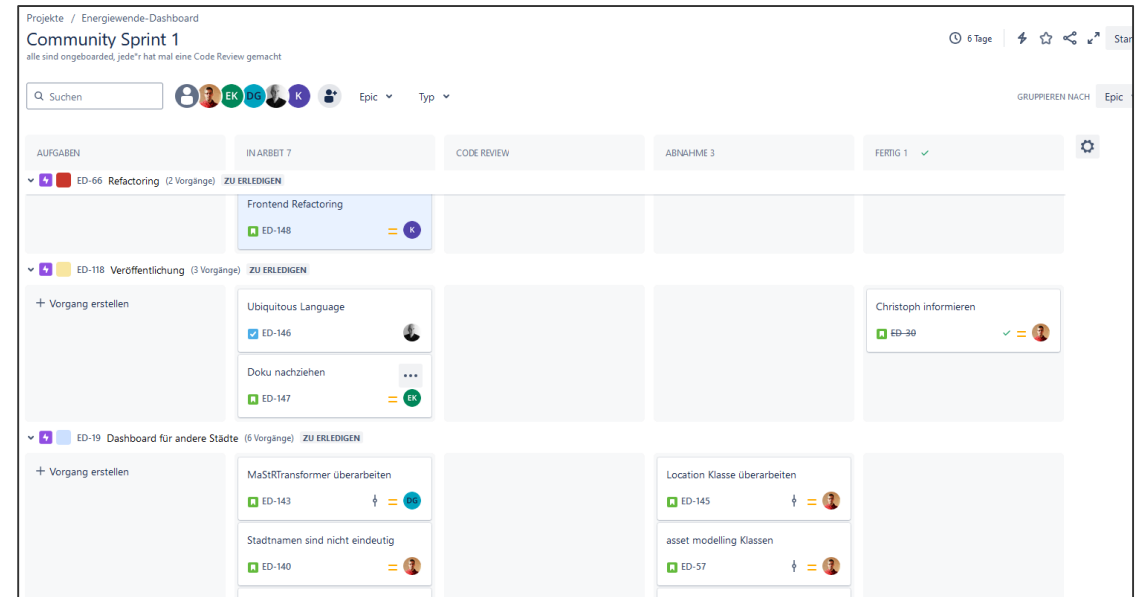 Projekte / Energiewende-Dashboard
Community Sprint 1
alle sind ongeboarded, jede*r hat mal eine Code Review gemacht
6 Tage
Suchen
EK DG K
Epic Typ
GRUPPIEREN NACH Epic
AUFGABEN IN ARBEIT 7 CODE REVIEW ABNAHME 3 FERTIG 1
ED-66 Refactoring (2 Vorgänge) ZU ERLEDIGEN
Frontend Refactoring
ED-148 K
ED-118 Veröffentlichung (3 Vorgänge) ZU ERLEDIGEN
+ Vorgang erstellen
Ubiquitous Language
ED-146
Doku nachziehen
ED-147 EK
Christoph informieren
ED-30
ED-19 Dashboard für andere Städte (6 Vorgänge) ZU ERLEDIGEN
+ Vorgang erstellen
MaStRTransformer überarbeiten
ED-143 DG
Stadtnamen sind nicht eindeutig
ED-140
Location Klasse überarbeiten
ED-145
asset modelling Klassen
ED-57